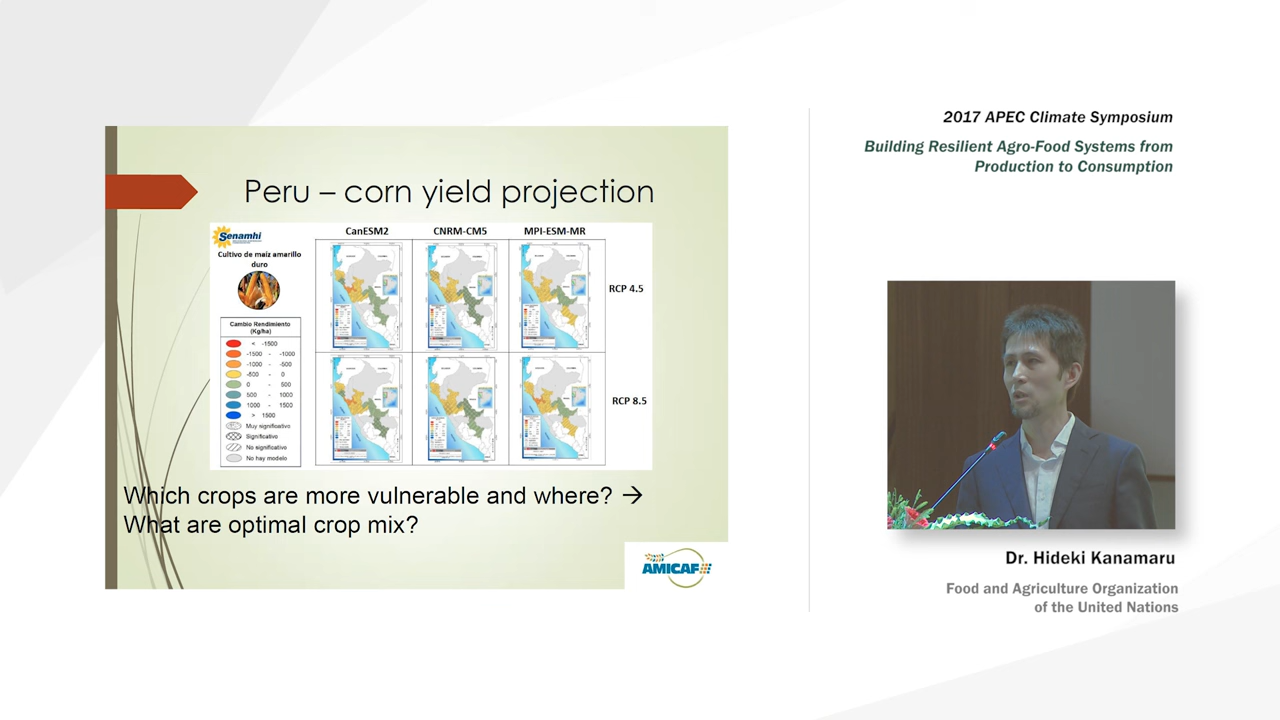 2017 APEC Climate Symposium
Building Resilient Agro-Food Systems from
Production to Consumption
Peru – corn yield projection
Senamhi
Cultivo de maíz amarillo
duro
CanESM2
CNRM-CM5
MPI-ESM-MR
RCP 4.5
RCP 8.5
Cambio Rendimiento
(Kg/ha)
< -1500
-1500 - -1000
-1000 - -500
-500 - 0
0 - 500
500 - 1000
1000 - 1500
> 1500
Muy significativo
Significativo
No significativo
No hay modelo
Which crops are more vulnerable and where? →
What are optimal crop mix?
AMICAF
Dr. Hideki Kanamaru
Food and Agriculture Organization
of the United Nations